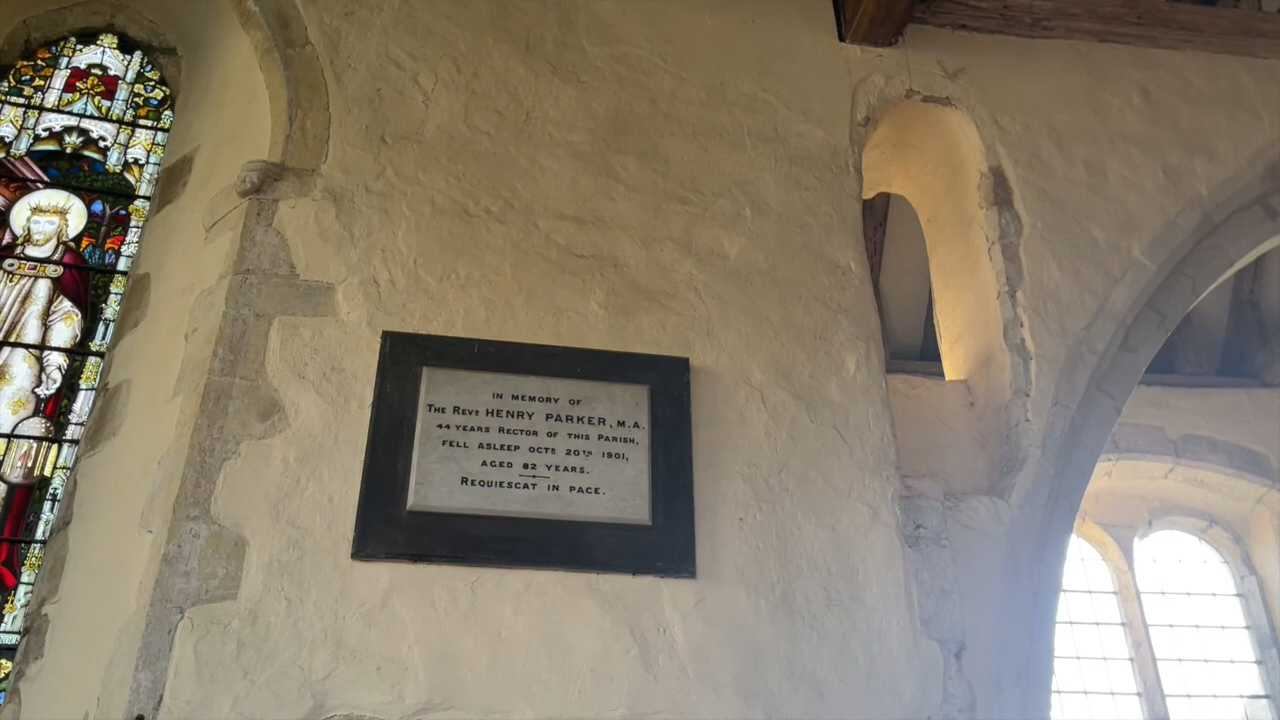 IN MEMORY OF
THE REVD HENRY PARKER, M.A.
44 YEARS RECTOR OF THIS PARISH,
FELL ASLEEP OCTR 20TH 1901,
AGED 82 YEARS.
REQUIESCAT IN PACE.